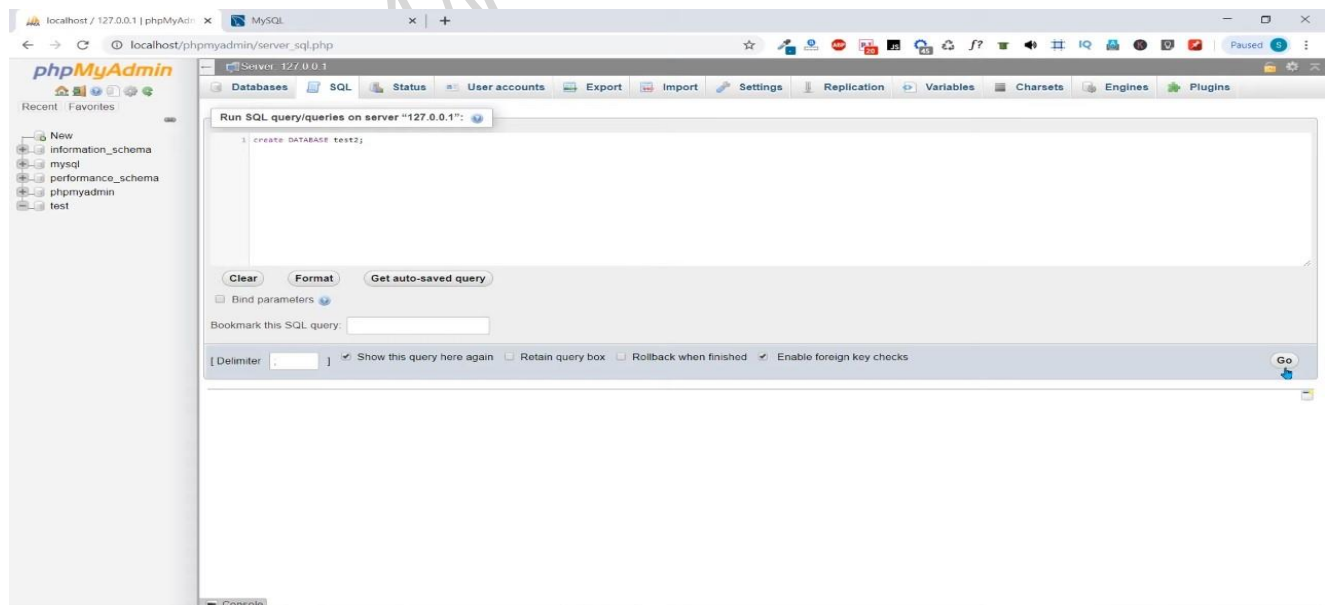 localhost / 127.0.0.1 | phpMyAdm
MySQL
localhost/phpmyadmin/server_sql.php
Paused
S
phpMyAdmin
Recent Favorites
New
information_schema
mysql
performance_schema
phpmyadmin
test
Server: 127.0.0.1
Databases SQL Status User accounts Export Import Settings Replication Variables Charsets Engines Plugins
Run SQL query/queries on server “127.0.0.1”:
1 create DATABASE test2;
Clear Format Get auto-saved query
Bind parameters
Bookmark this SQL query:
[ Delimiter ; ] Show this query here again Retain query box Rollback when finished Enable foreign key checks
Go
Console